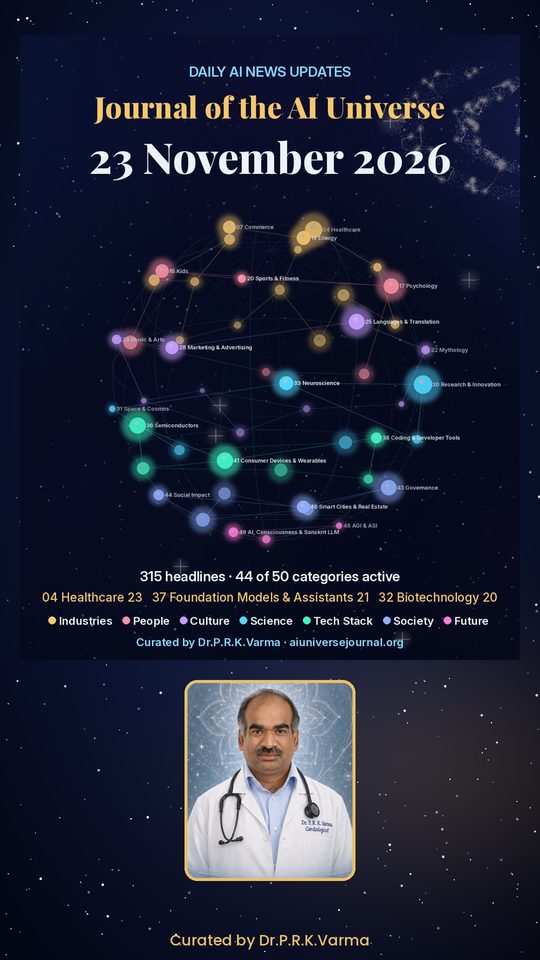 DAILY AI NEWS UPDATES
Journal of the AI Universe
23 November 2026
07 Commerce
04 Healthcare
12 Energy
15 Kids
20 Sports & Fitness
17 Psychology
25 Languages & Translation
29 Music & Arts
28 Marketing & Advertising
22 Mythology
33 Neuroscience
30 Research & Innovation
31 Space & Cosmos
36 Semiconductors
38 Coding & Developer Tools
41 Consumer Devices & Wearables
43 Governance
44 Social Impact
46 Smart Cities & Real Estate
49 AI, Consciousness & Sanskrit LLM
48 AGI & ASI
315 headlines · 44 of 50 categories active
04 Healthcare 23 37 Foundation Models & Assistants 21 32 Biotechnology 20
Industries People Culture Science Tech Stack Society Future
Curated by Dr.P.R.K.Varma · aiuniversejournal.org
Dr. P. R. K. Varma
Cardiologist
Curated by Dr.P.R.K.Varma